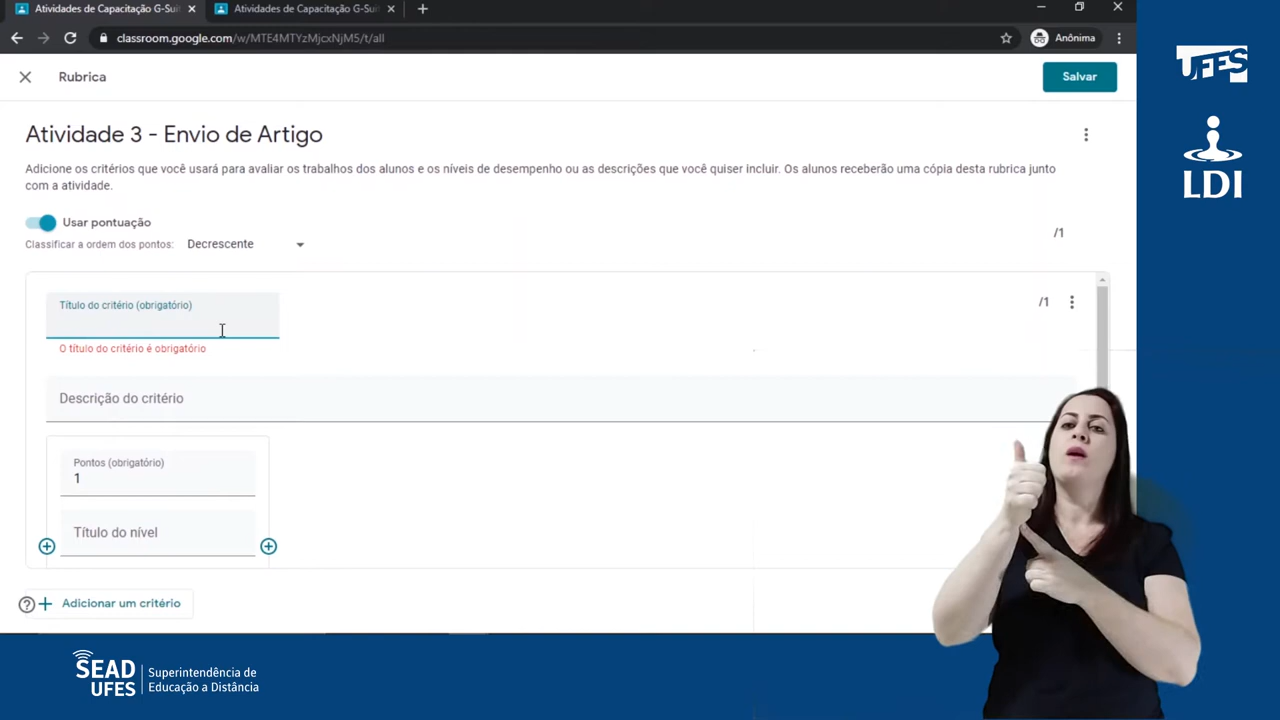 Atividades de Capacitação G-Sui
Atividades de Capacitação G-Suit
classroom.google.com/w/MTE4MTYzMjcxNjM5/t/all
Anônima
Rubrica
Salvar
Atividade 3 - Envio de Artigo
Adicione os critérios que você usará para avaliar os trabalhos dos alunos e os níveis de desempenho ou as descrições que você quiser incluir. Os alunos receberão uma cópia desta rubrica junto
com a atividade.
Usar pontuação
Classificar a ordem dos pontos: Decrescente
/1
Título do critério (obrigatório)
/1
O título do critério é obrigatório
Descrição do critério
Pontos (obrigatório)
1
Título do nível
Adicionar um critério
UFES
LDI
SEAD
UFES
Superintendência de
Educação a Distância